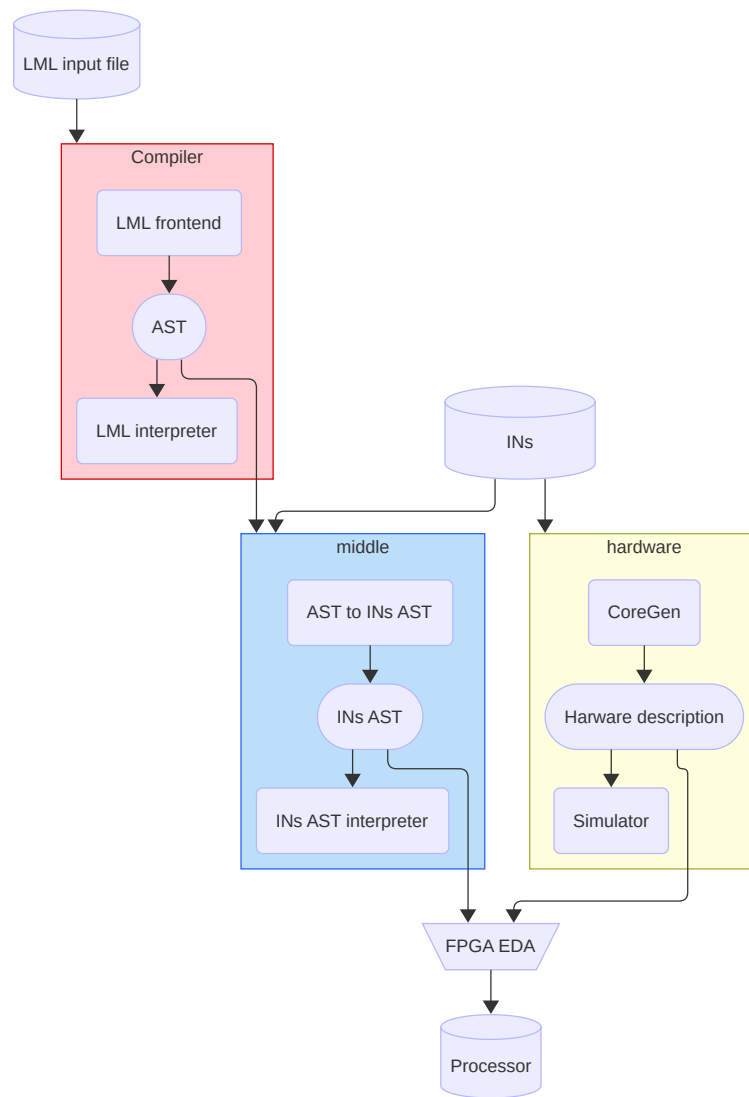 LML input file
Compiler
LML frontend
AST
LML interpreter
INs
middle
hardware
AST to INs AST
CoreGen
INs AST
Harware description
INs AST interpreter
Simulator
FPGA EDA
Processor